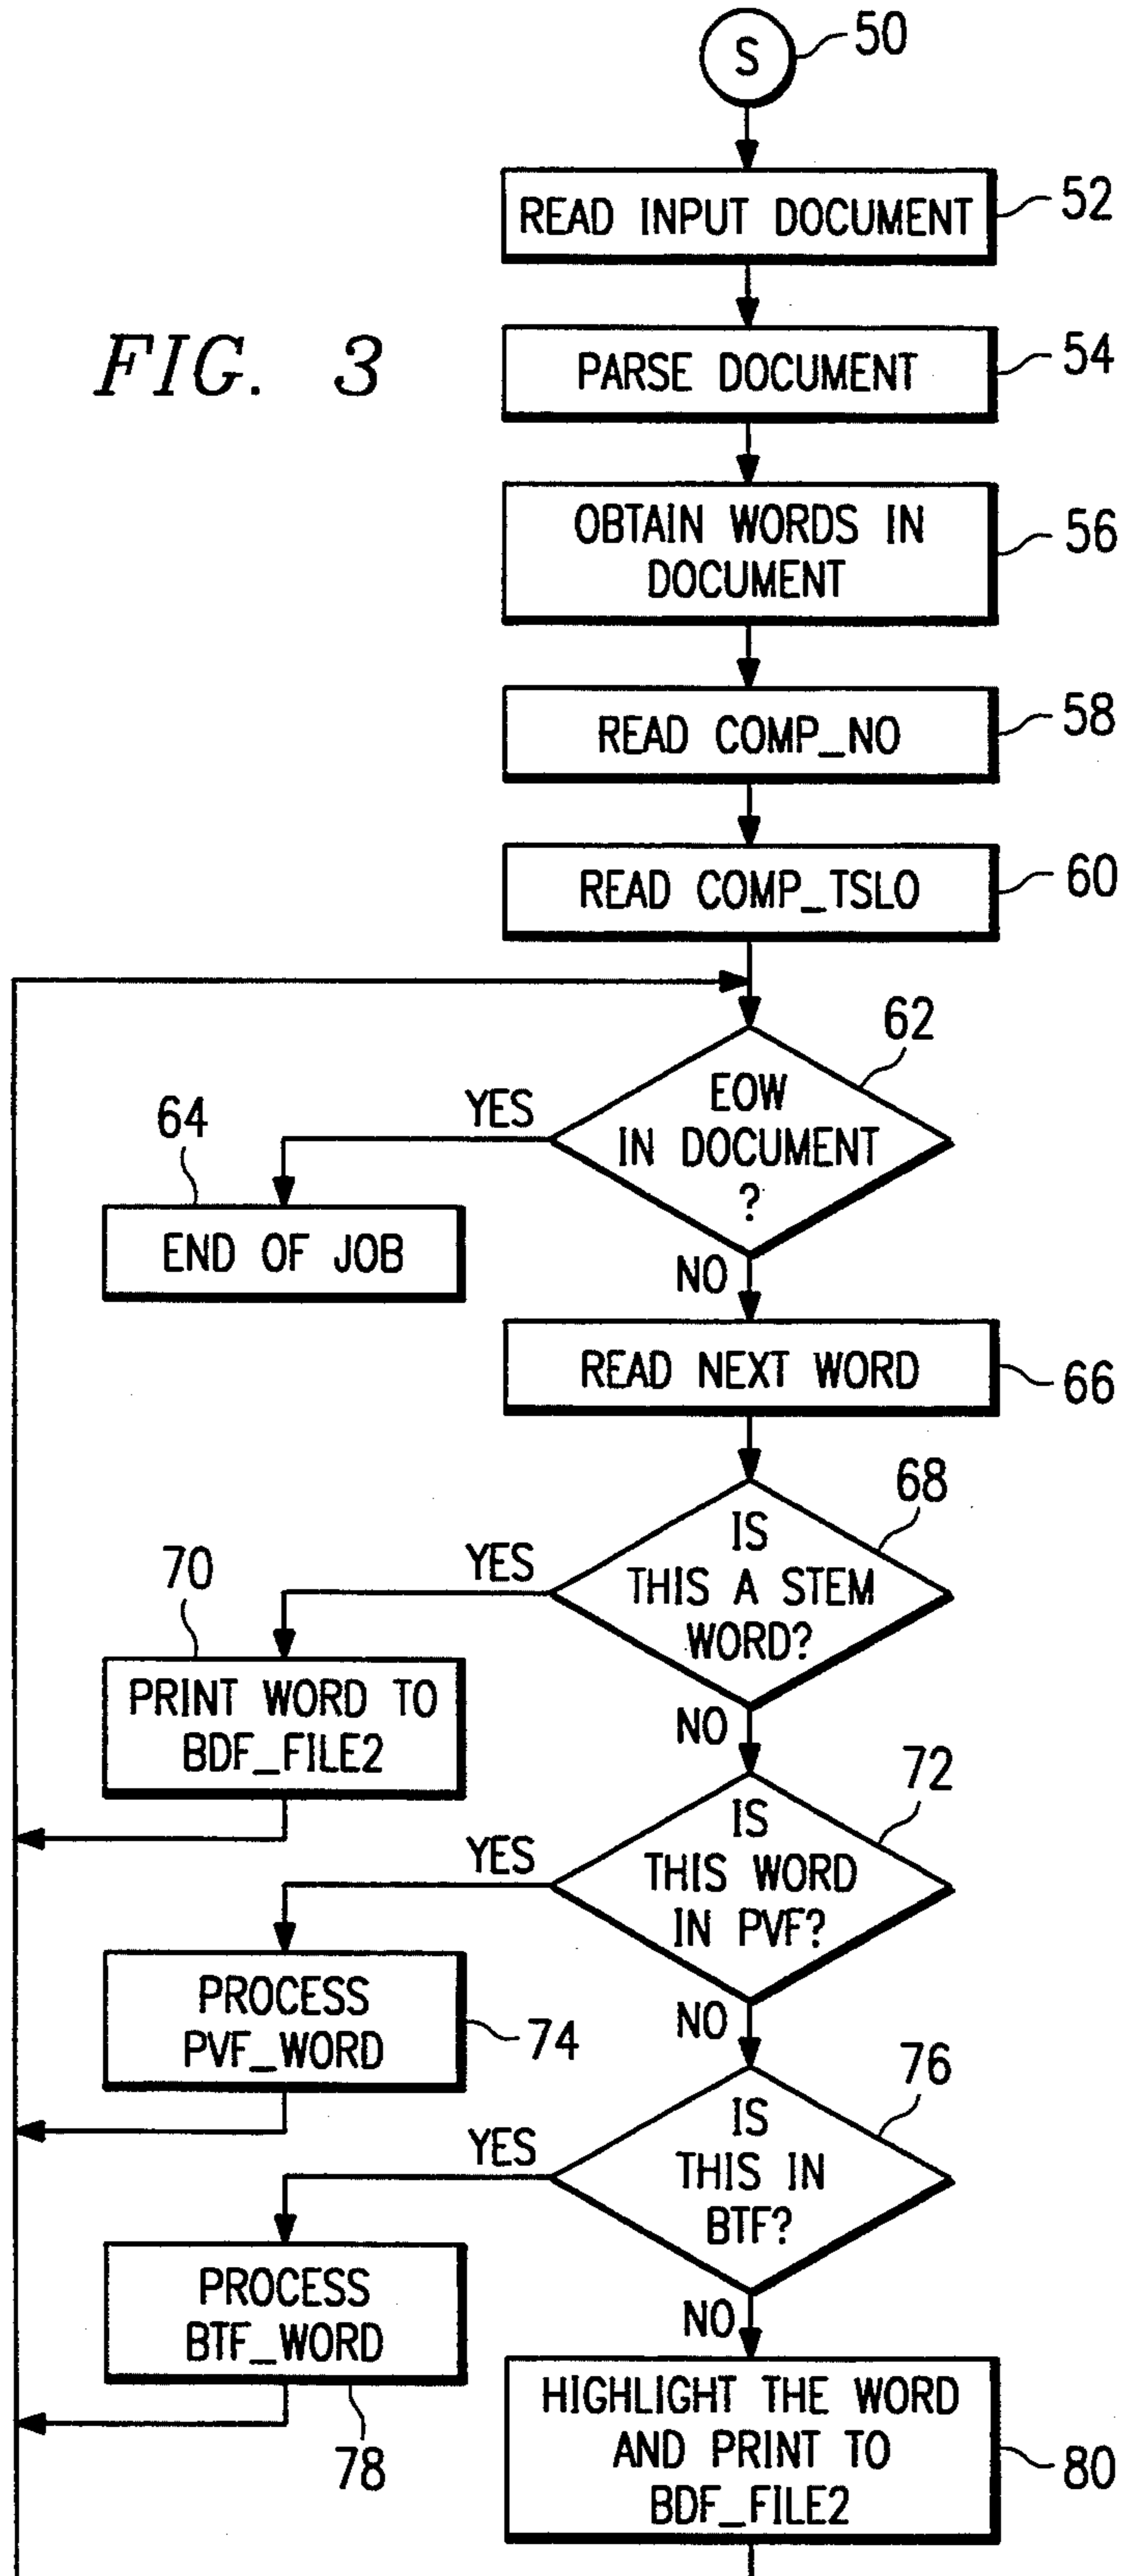 S
50
READ INPUT DOCUMENT
52
FIG. 3
PARSE DOCUMENT
54
OBTAIN WORDS IN
DOCUMENT
56
READ COMP_NO
58
READ COMP_TSLO
60
62
EOW
IN DOCUMENT
?
YES
64
END OF JOB
NO
READ NEXT WORD
66
68
IS
THIS A STEM
WORD?
YES
70
PRINT WORD TO
BDF_FILE2
NO
72
IS
THIS WORD
IN PVF?
YES
PROCESS
PVF_WORD
74
NO
76
IS
THIS IN
BTF?
YES
PROCESS
BTF_WORD
78
NO
HIGHLIGHT THE WORD
AND PRINT TO
BDF_FILE2
80